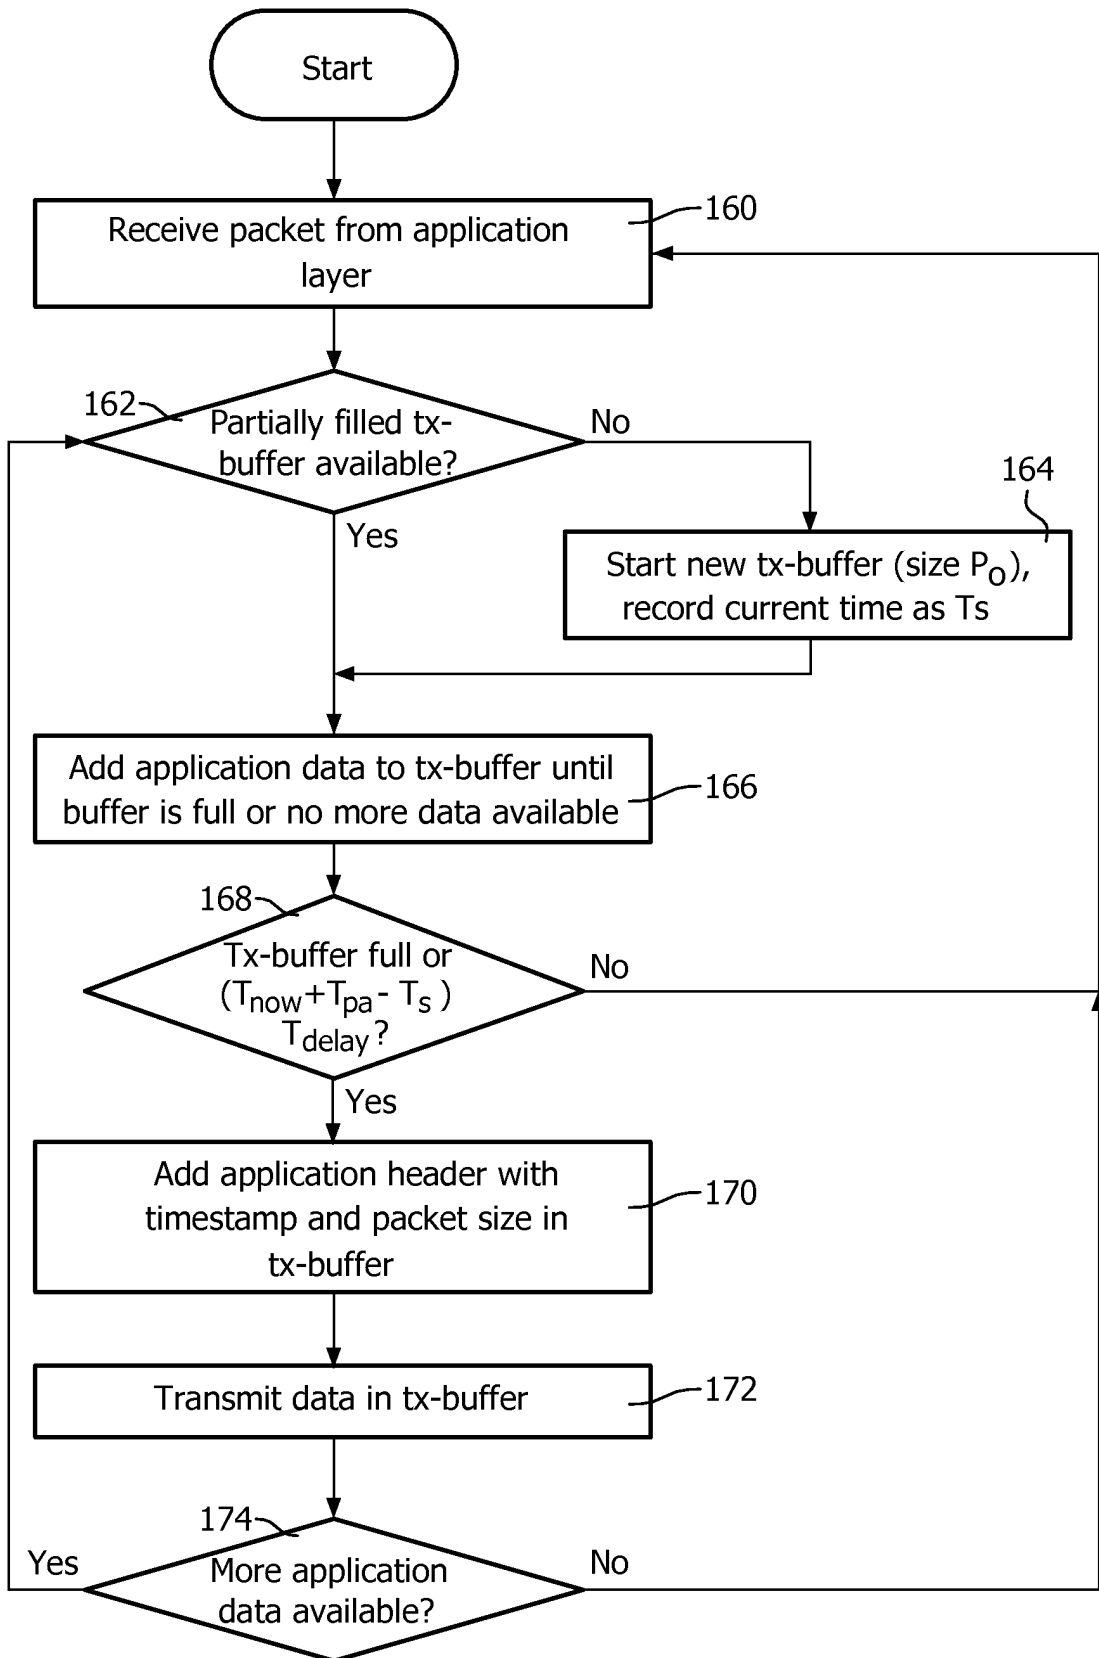 Start
160
Receive packet from application
layer
162
Partially filled tx-
buffer available?
No
Yes
164
Start new tx-buffer (size Po),
record current time as Ts
Add application data to tx-buffer until
buffer is full or no more data available
166
168
Tx-buffer full or
(Tnow+Tpa- Ts )
Tdelay?
No
Yes
Add application header with
timestamp and packet size in
tx-buffer
170
Transmit data in tx-buffer
172
174
More application
data available?
Yes
No